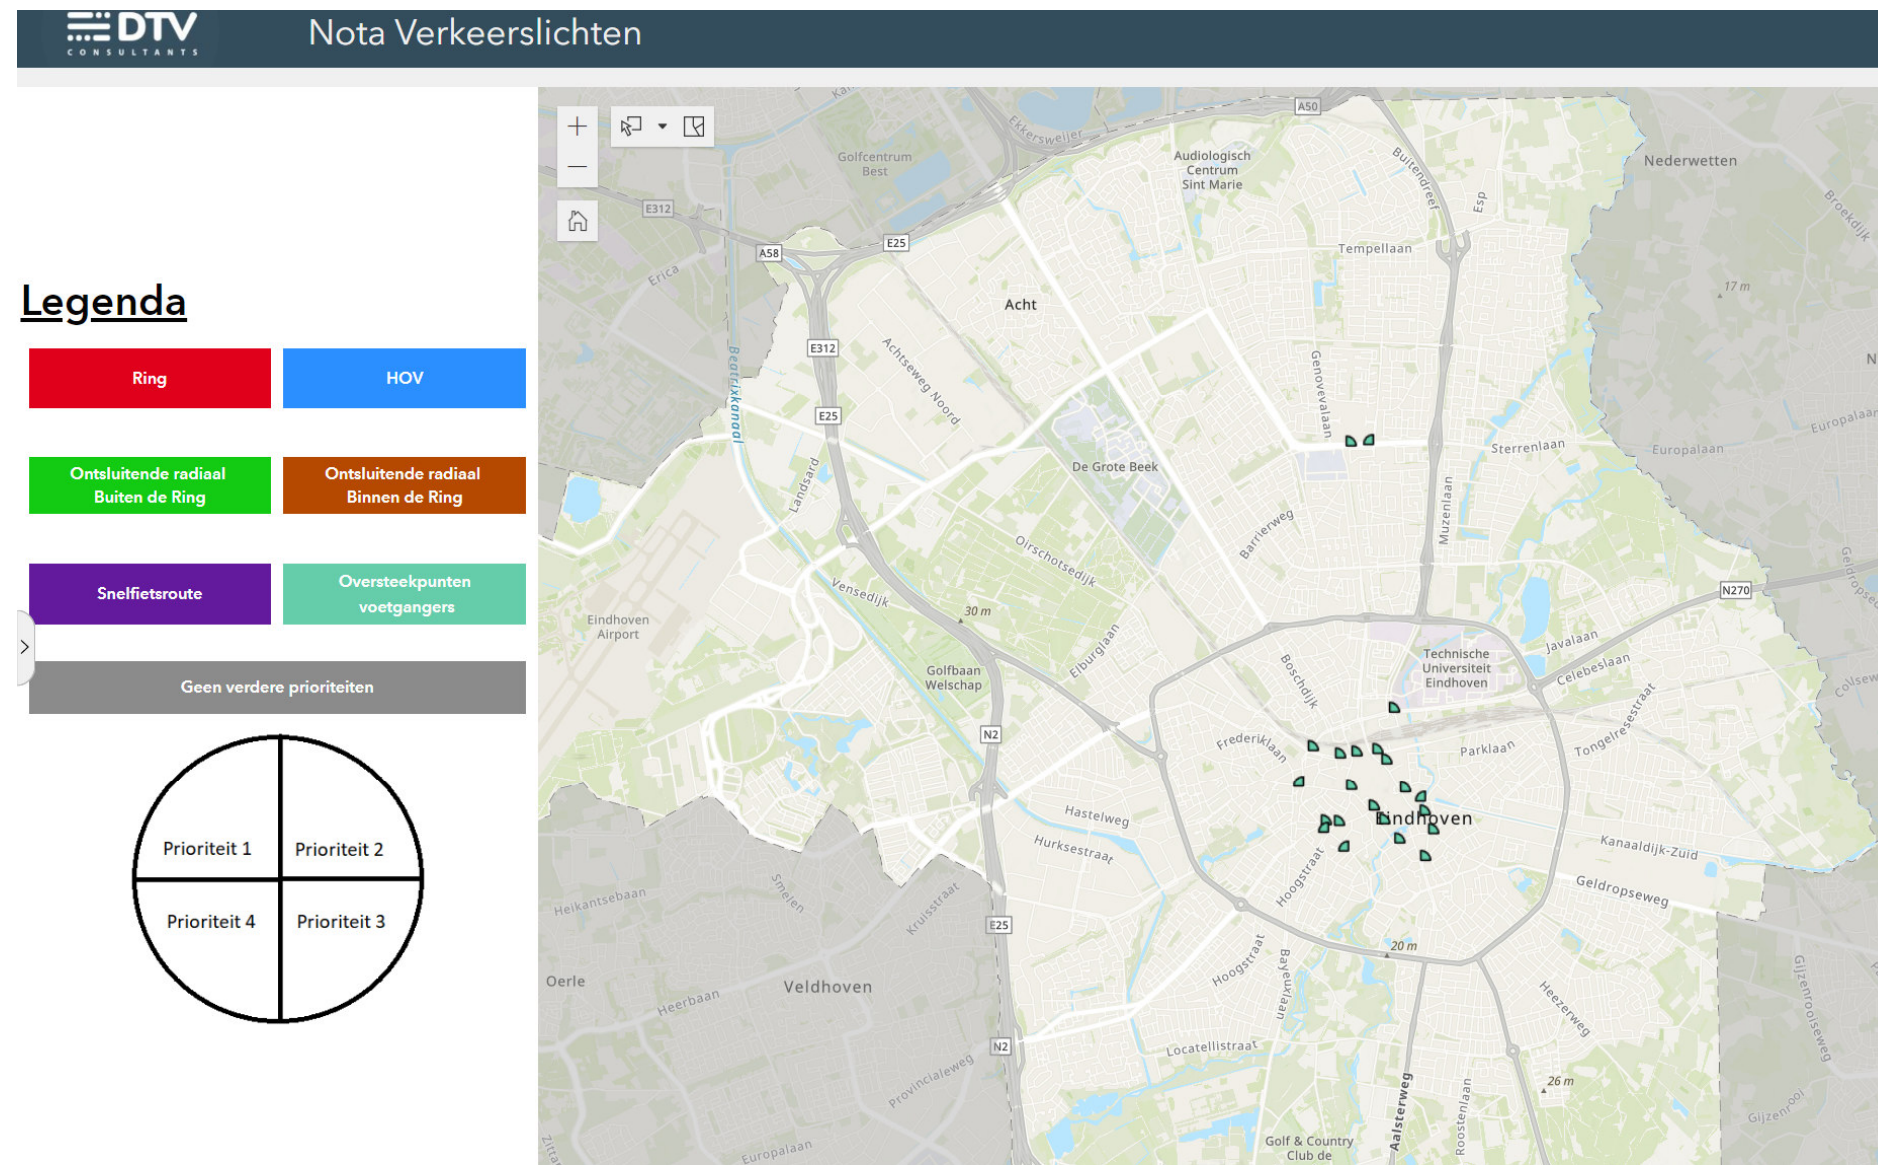 DTV
CONSULTANTS
Nota Verkeerslichten
Legenda
Ring
HOV
Ontsluitende radiaal
Buiten de Ring
Ontsluitende radiaal
Binnen de Ring
Snelfietsroute
Oversteekpunten
voetgangers
Geen verdere prioriteiten
Prioriteit 1
Prioriteit 2
Prioriteit 4
Prioriteit 3
A50
Ekkersweijer
Golfcentrum
Best
Audiologisch
Centrum
Sint Marie
Buitendreef
Nederwetten
Esp
Broekdijk
E312
Erica
A58
E25
Tempellaan
17 m
Acht
Beatrixkanaal
E312
Achtseweg Noord
Genovevalaan
E25
Europalaan
Sterrenlaan
Europalaan
De Grote Beek
Landsard
Muzenlaan
Barrierweg
Oirschotsedijk
Vensedijk
N270
30 m
Eindhoven
Airport
Elburglaan
Javalaan
Technische
Universiteit
Eindhoven
Celebeslaan
Boschdijk
Golfbaan
Welschap
N2
Frederiklaan
Parklaan
Tongelresestraat
Hastelweg
Eindhoven
Hurksestraat
Kanaaldijk-Zuid
Hoogstraat
Geldropseweg
Smelen
Heikantsebaan
Kruisstraat
E25
20 m
Hoogstraat
Bayeuxlaan
Oerle
Veldhoven
Heerbaan
Heezerweg
Gijzenrooiseweg
N2
Locatellistraat
Provincialeweg
26 m
Aalsterweg
Roostenlaan
Gijzenrooi
Golf & Country
Club de
Europalaan